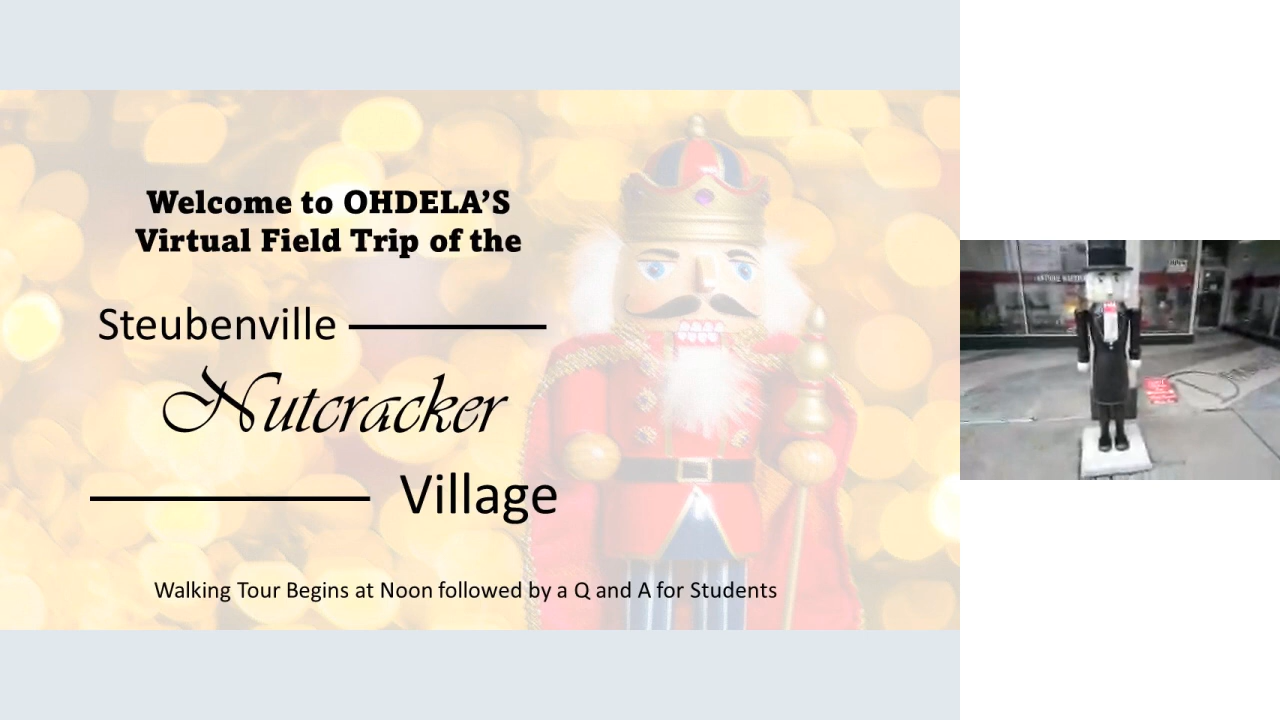 Welcome to OHDELA'S
Virtual Field Trip of the
Steubenville
Nutcracker
Village
Walking Tour Begins at Noon followed by a Q and A for Students